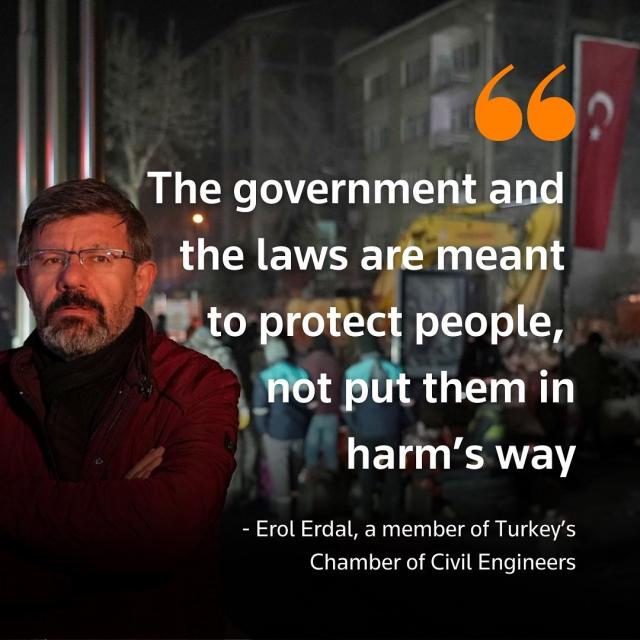 “
The government and
the laws are meant
to protect people,
not put them in
harm’s way
- Erol Erdal, a member of Turkey’s
Chamber of Civil Engineers